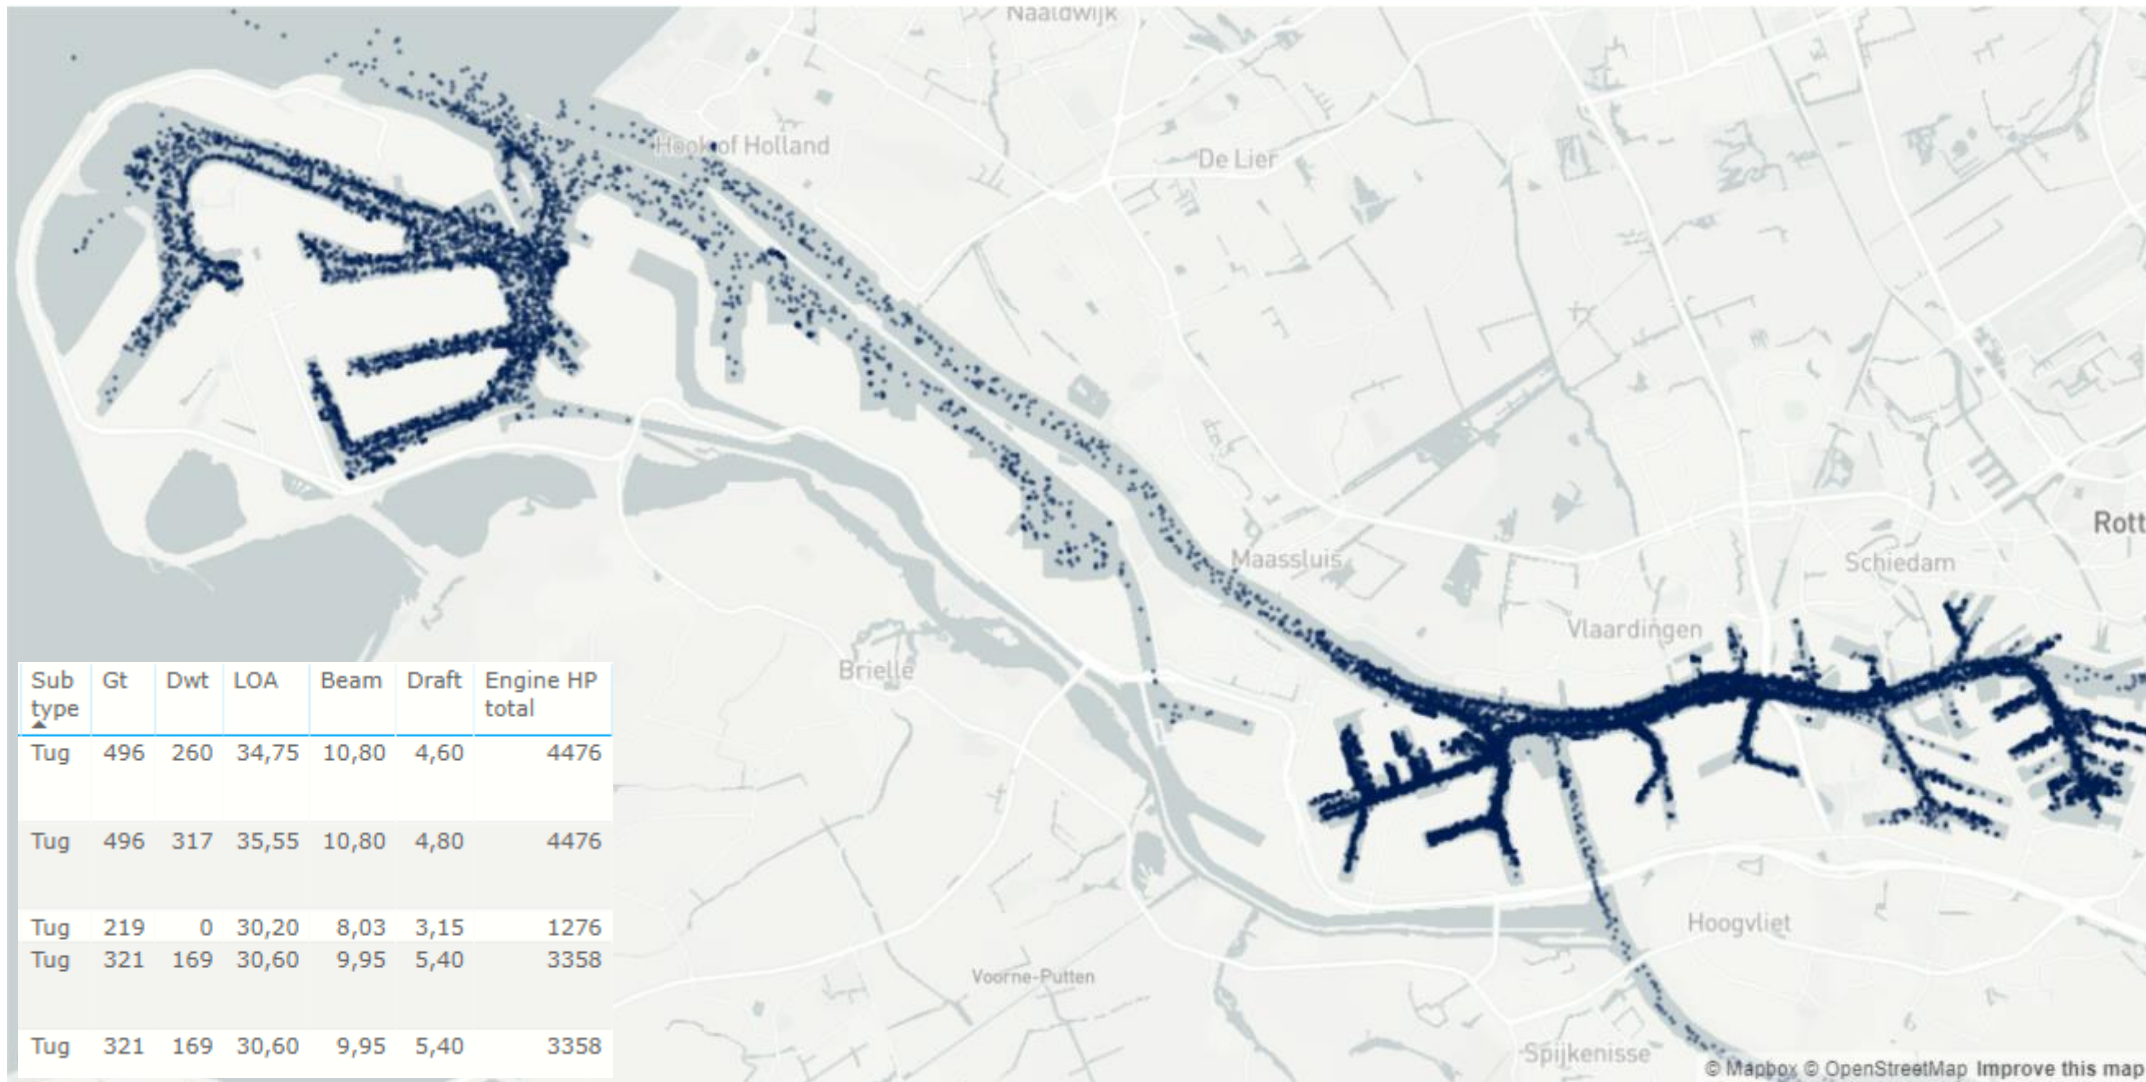 Naaldwijk
Hook of Holland
De Lier
Rott
Maassluis
Schiedam
Vlaardingen
Brielle
Sub type Gt Dwt LOA Beam Draft Engine HP total
Tug 496 260 34,75 10,80 4,60 4476
Tug 496 317 35,55 10,80 4,80 4476
Tug 219 0 30,20 8,03 3,15 1276
Tug 321 169 30,60 9,95 5,40 3358
Tug 321 169 30,60 9,95 5,40 3358
Hoogvliet
Voorne-Putten
Spijkenisse
© Mapbox © OpenStreetMap Improve this map